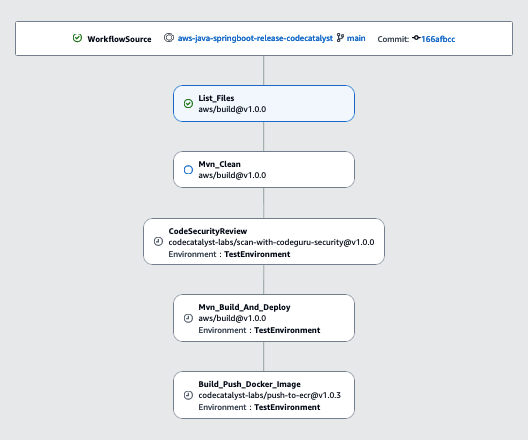 WorkflowSource aws-java-springboot-release-codecatalyst main Commit: 166afbcc
List_Files
aws/build@v1.0.0
Mvn_Clean
aws/build@v1.0.0
CodeSecurityReview
codecatalyst-labs/scan-with-codeguru-security@v1.0.0
Environment : TestEnvironment
Mvn_Build_And_Deploy
aws/build@v1.0.0
Environment : TestEnvironment
Build_Push_Docker_Image
codecatalyst-labs/push-to-ecr@v1.0.3
Environment : TestEnvironment